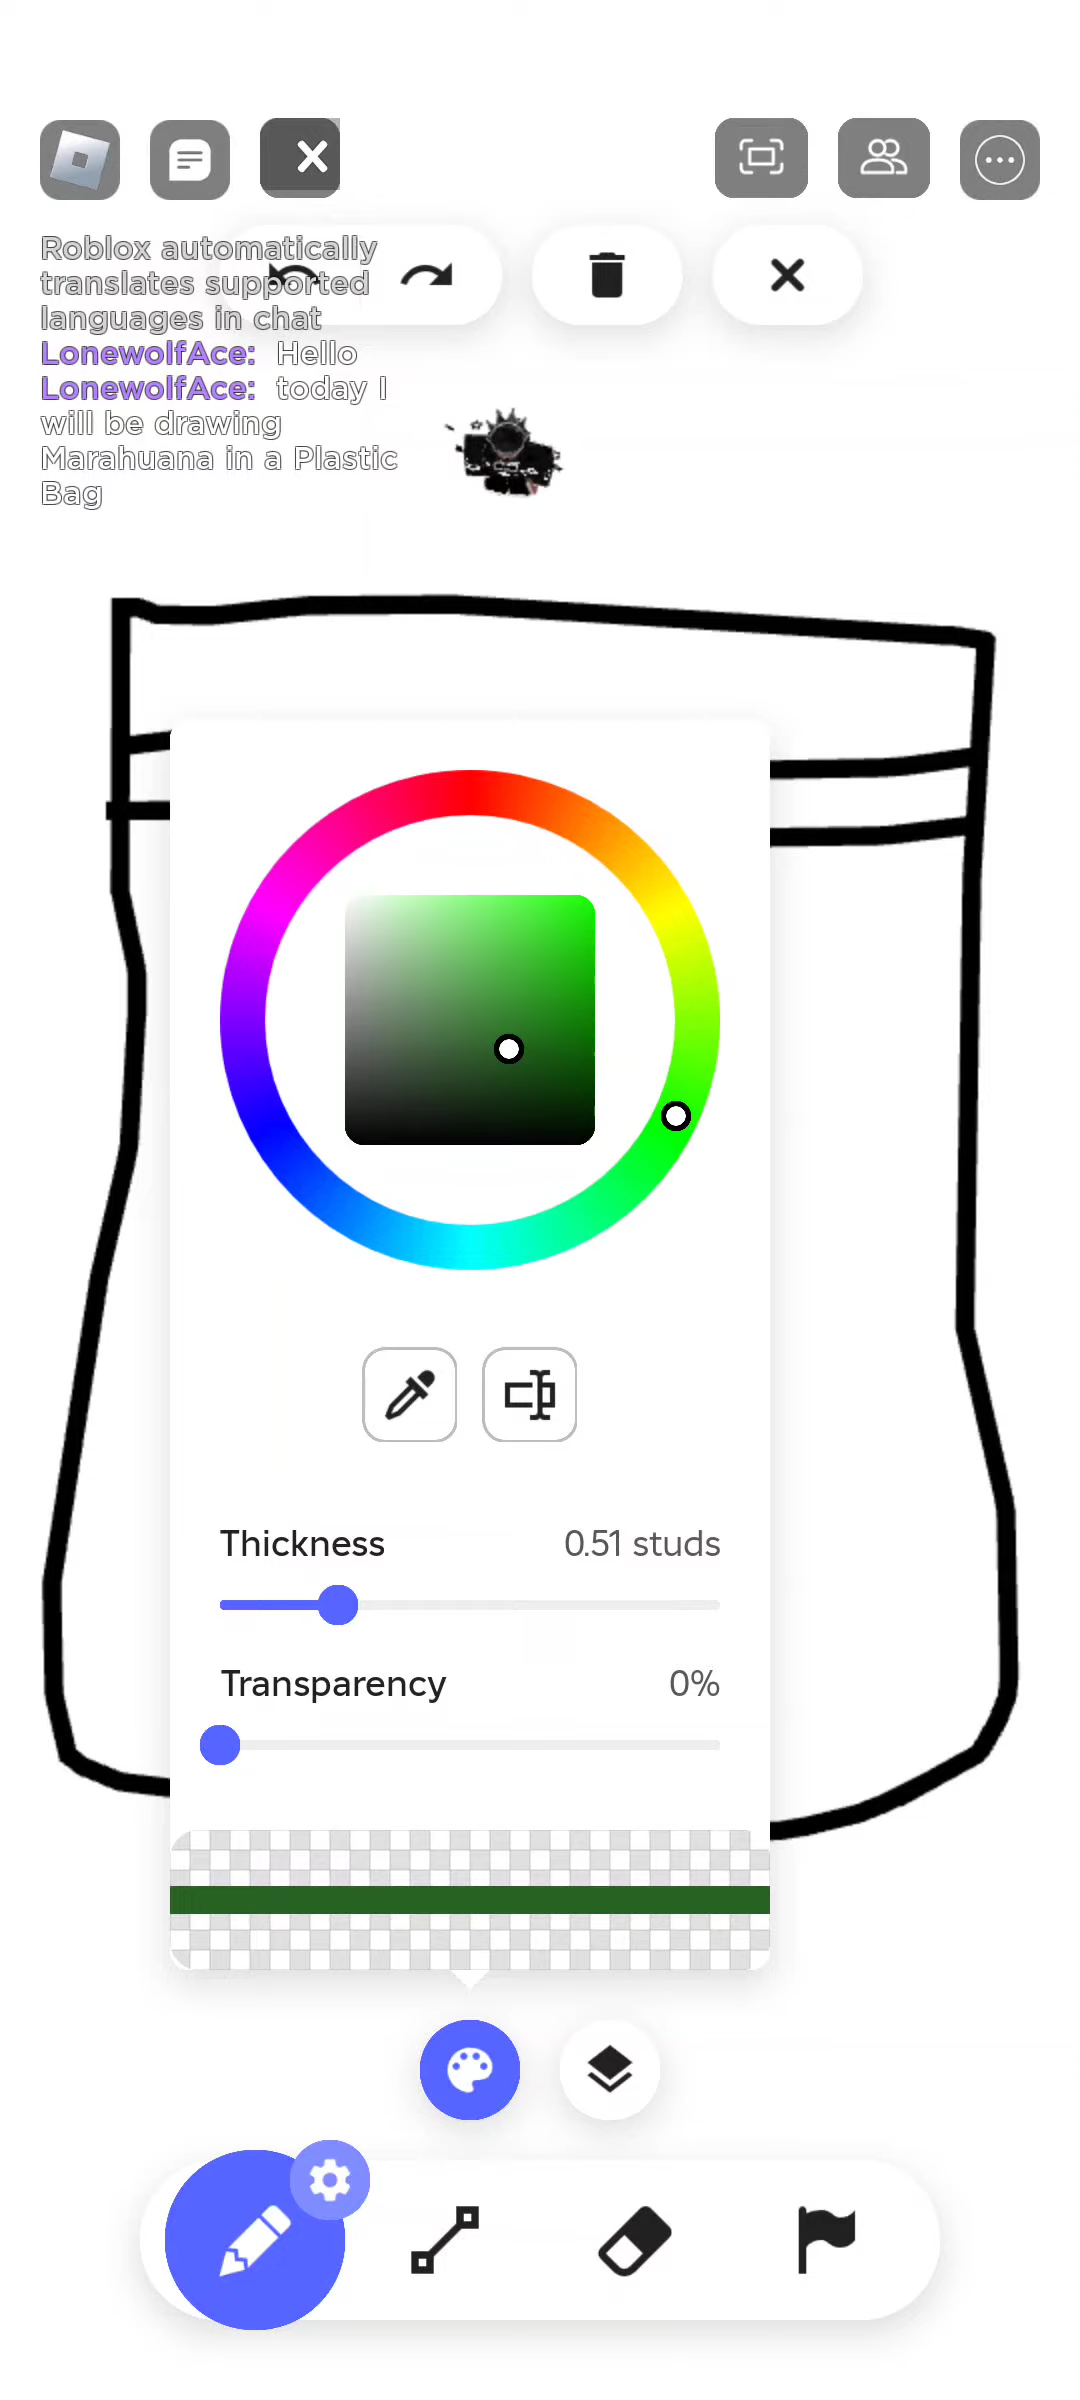 Roblox automatically
translates supported
languages in chat
LonewolfAce: Hello
LonewolfAce: today I
will be drawing
Marahuana in a Plastic
Bag
Thickness 0.51 studs
Transparency 0%